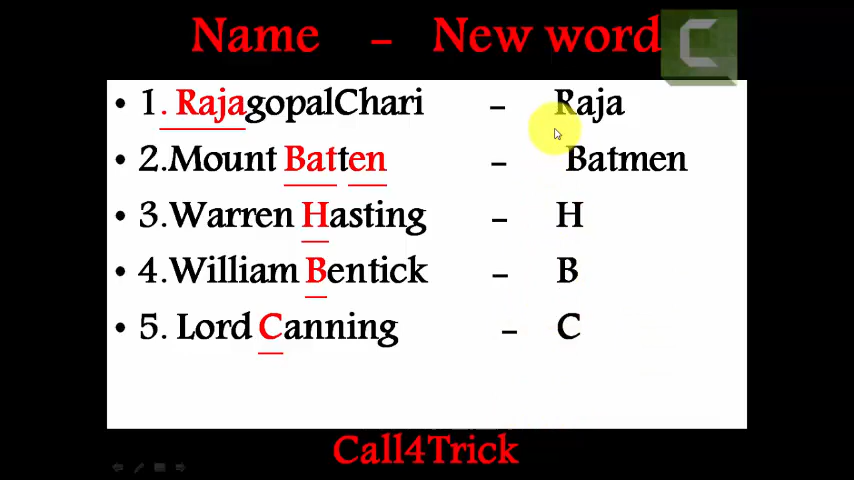 Name – New word
• 1. RajagopalChari – Raja
• 2.Mount Batten – Batmen
• 3.Warren Hasting – H
• 4.William Bentick – B
• 5. Lord Canning – C
Call4Trick